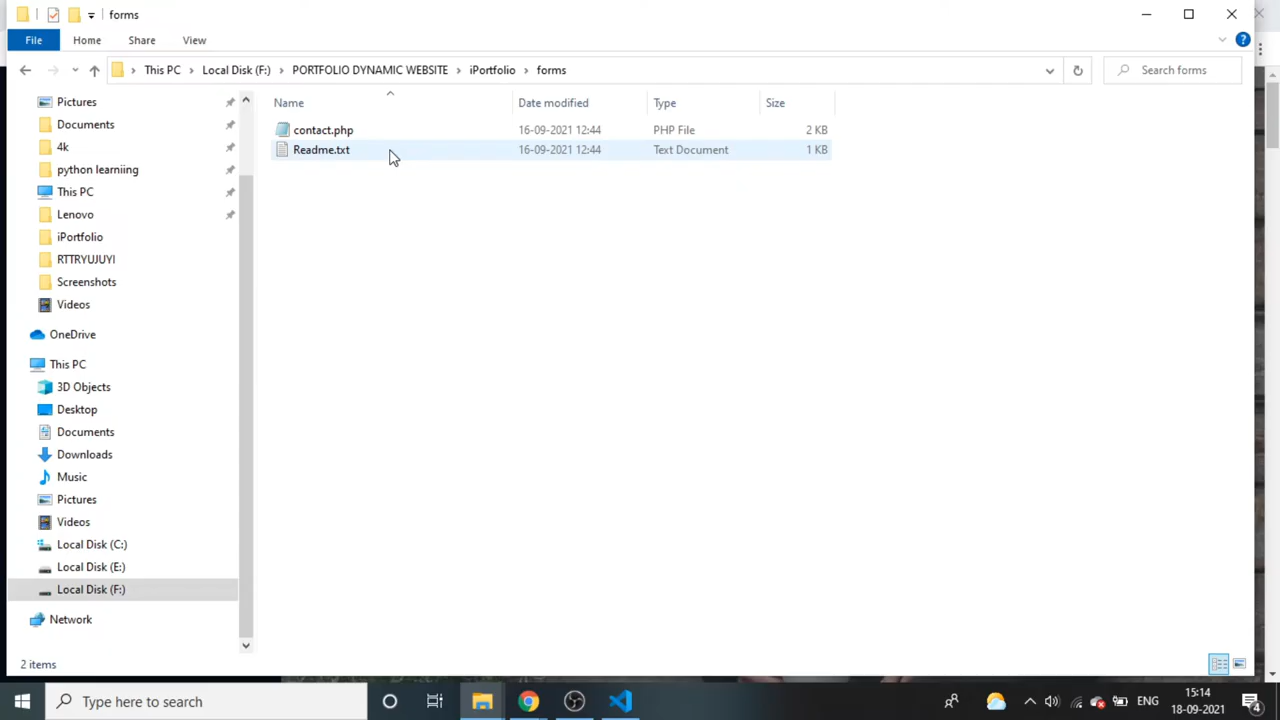 forms
File Home Share View
This PC Local Disk (F:) PORTFOLIO DYNAMIC WEBSITE iPortfolio forms Search forms
Name Date modified Type Size
contact.php 16-09-2021 12:44 PHP File 2 KB
Readme.txt 16-09-2021 12:44 Text Document 1 KB
Pictures
Documents
4k
python learniing
This PC
Lenovo
iPortfolio
RTTRYUJUYI
Screenshots
Videos
OneDrive
This PC
3D Objects
Desktop
Documents
Downloads
Music
Pictures
Videos
Local Disk (C:)
Local Disk (E:)
Local Disk (F:)
Network
2 items
Type here to search ENG 15:14
18-09-2021 4